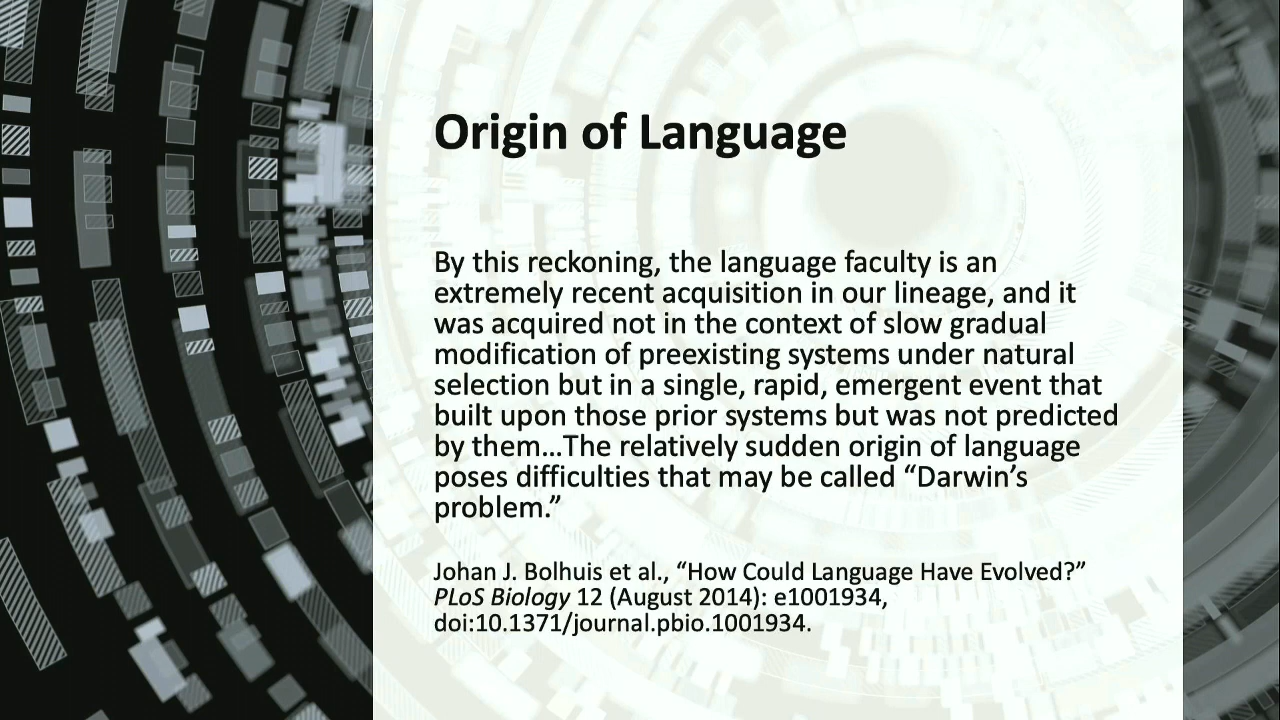 Origin of Language
By this reckoning, the language faculty is an
extremely recent acquisition in our lineage, and it
was acquired not in the context of slow gradual
modification of preexisting systems under natural
selection but in a single, rapid, emergent event that
built upon those prior systems but was not predicted
by them…The relatively sudden origin of language
poses difficulties that may be called “Darwin’s
problem.”
Johan J. Bolhuis et al., “How Could Language Have Evolved?”
PLoS Biology 12 (August 2014): e1001934,
doi:10.1371/journal.pbio.1001934.